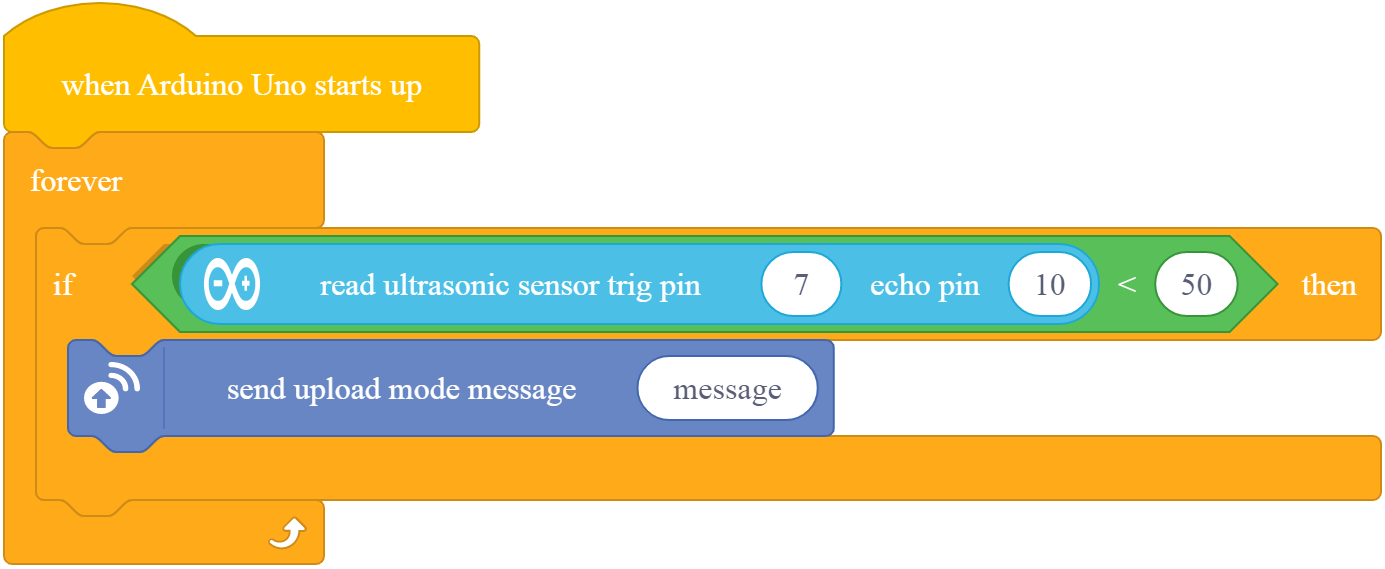 when Arduino Uno starts up
forever
if read ultrasonic sensor trig pin 7 echo pin 10 < 50 then
send upload mode message message